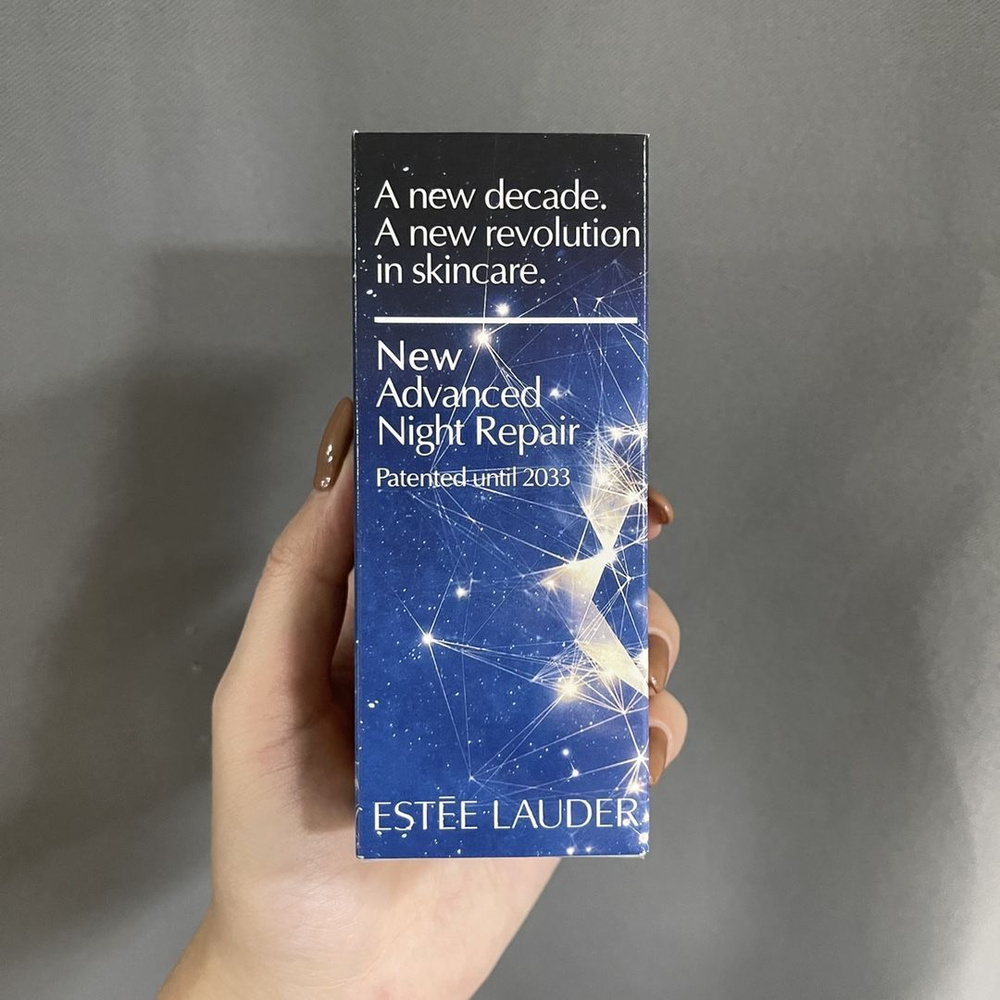 A new decade.
A new revolution
in skincare.
New
Advanced
Night Repair
Patented until 2033
ESTĒE LAUDER